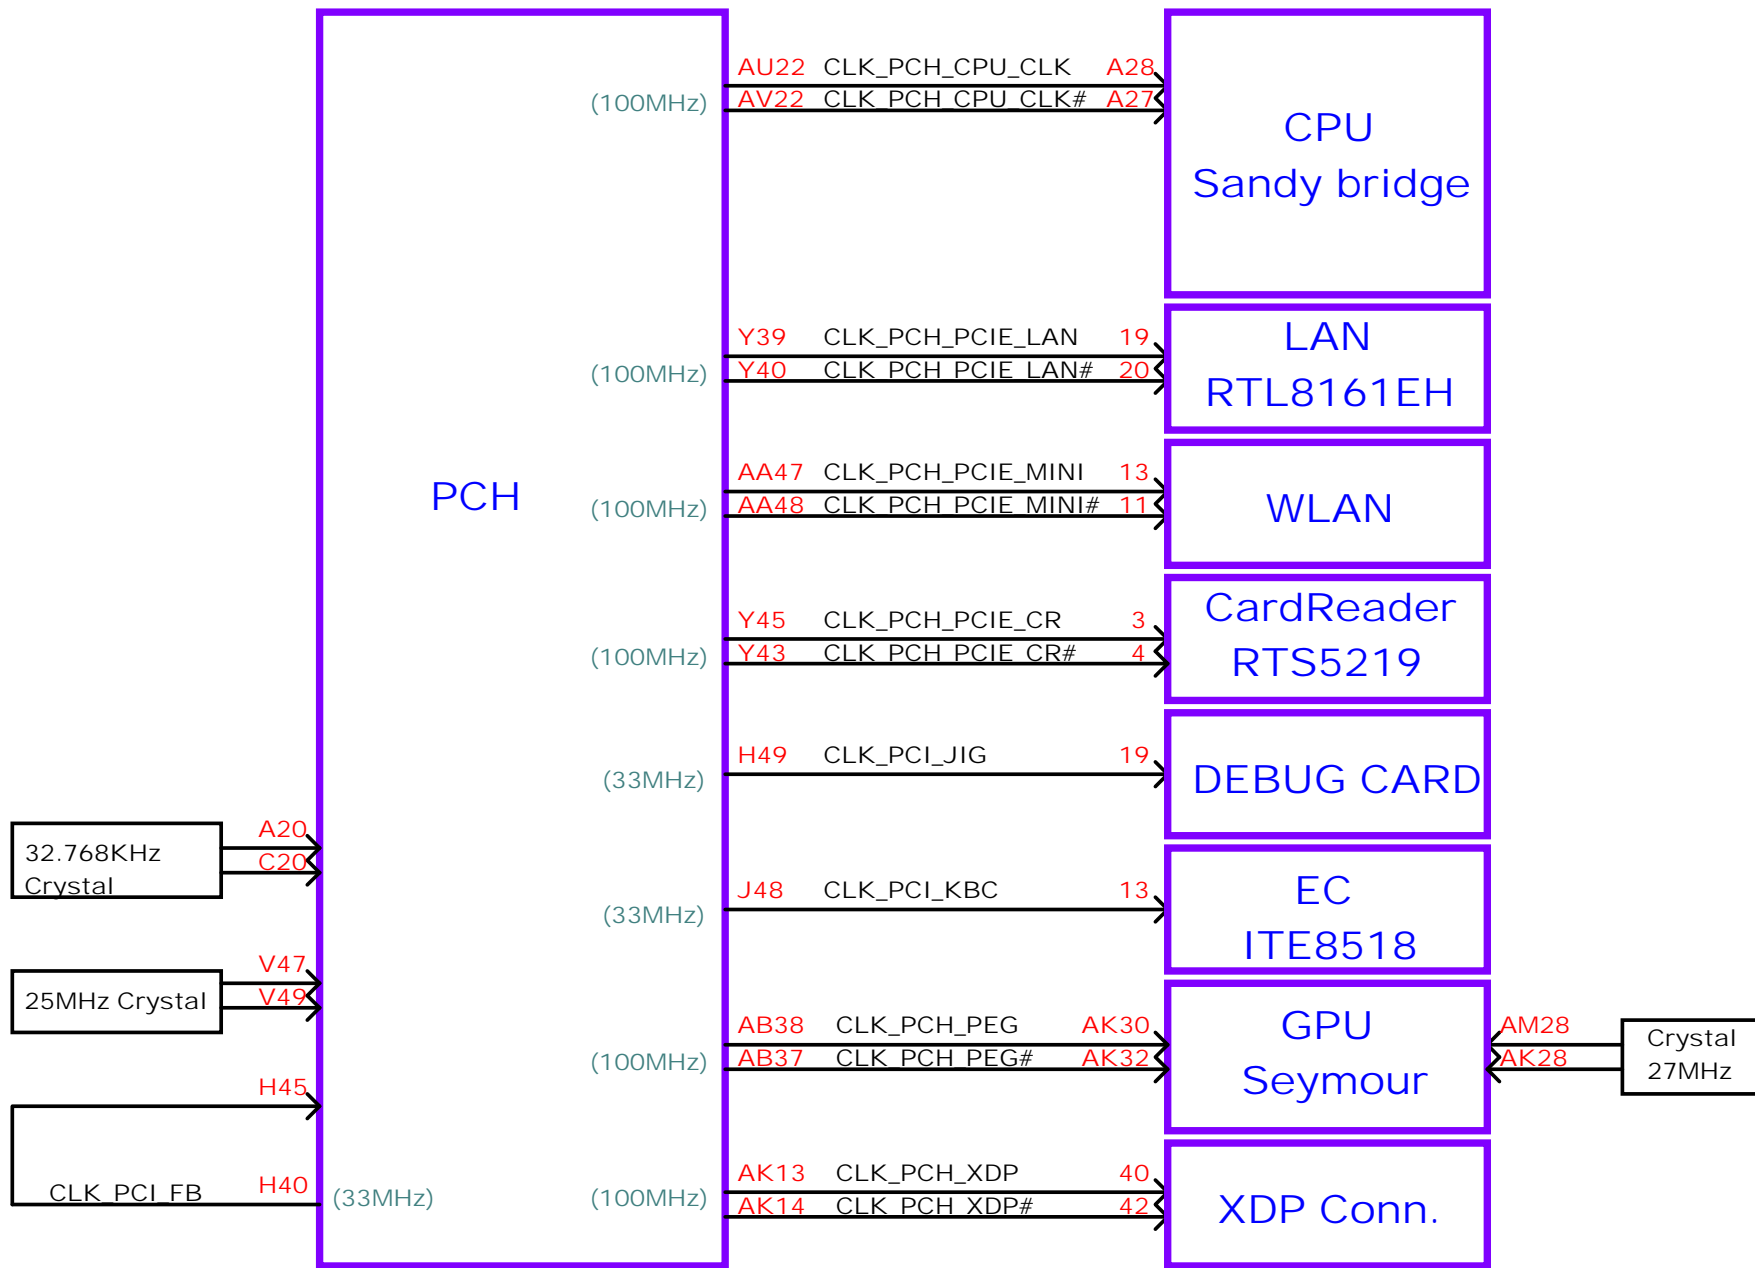 AU22 CLK_PCH_CPU_CLK A28
(100MHz) AV22 CLK_PCH_CPU_CLK# A27
CPU
Sandy bridge
Y39 CLK_PCH_PCIE_LAN 19
(100MHz) Y40 CLK_PCH_PCIE_LAN# 20
LAN
RTL8161EH
PCH
AA47 CLK_PCH_PCIE_MINI 13
(100MHz) AA48 CLK_PCH_PCIE_MINI# 11
WLAN
Y45 CLK_PCH_PCIE_CR 3
(100MHz) Y43 CLK_PCH_PCIE_CR# 4
CardReader
RTS5219
H49 CLK_PCI_JIG 19
(33MHz)
DEBUG CARD
32.768KHz
Crystal
A20
C20
J48 CLK_PCI_KBC 13
(33MHz)
EC
ITE8518
25MHz Crystal
V47
V49
AB38 CLK_PCH_PEG AK30
(100MHz) AB37 CLK_PCH_PEG# AK32
GPU
Seymour
AM28
AK28
Crystal
27MHz
H45
CLK_PCI_FB H40 (33MHz)
AK13 CLK_PCH_XDP 40
(100MHz) AK14 CLK_PCH_XDP# 42
XDP Conn.